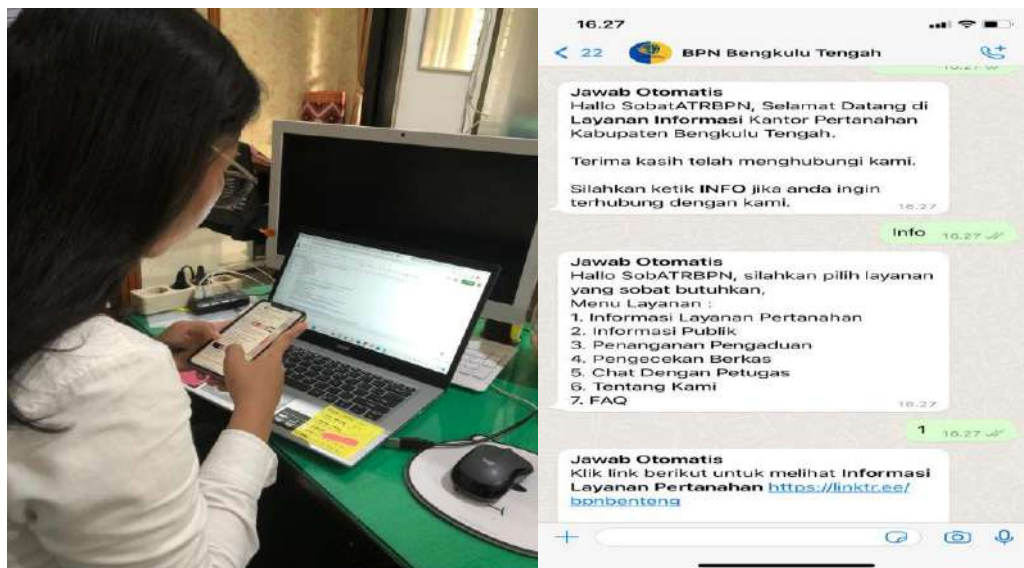 16.27
22
BPN Bengkulu Tengah
Jawab Otomatis
Hallo SobatATRBPN, Selamat Datang di
Layanan Informasi Kantor Pertanahan
Kabupaten Bengkulu Tengah.
Terima kasih telah menghubungi kami.
Silahkan ketik INFO jika anda ingin
terhubung dengan kami.
16.27
Info 16.27
Jawab Otomatis
Hallo SobATRBPN, silahkan pilih layanan
yang sobat butuhkan,
Menu Layanan :
1. Informasi Layanan Pertanahan
2. Informasi Publik
3. Penanganan Pengaduan
4. Pengecekan Berkas
5. Chat Dengan Petugas
6. Tentang Kami
7. FAQ
16.27
1 16.27
Jawab Otomatis
Klik link berikut untuk melihat Informasi
Layanan Pertanahan https://linktr.ee/
bpnbenteng